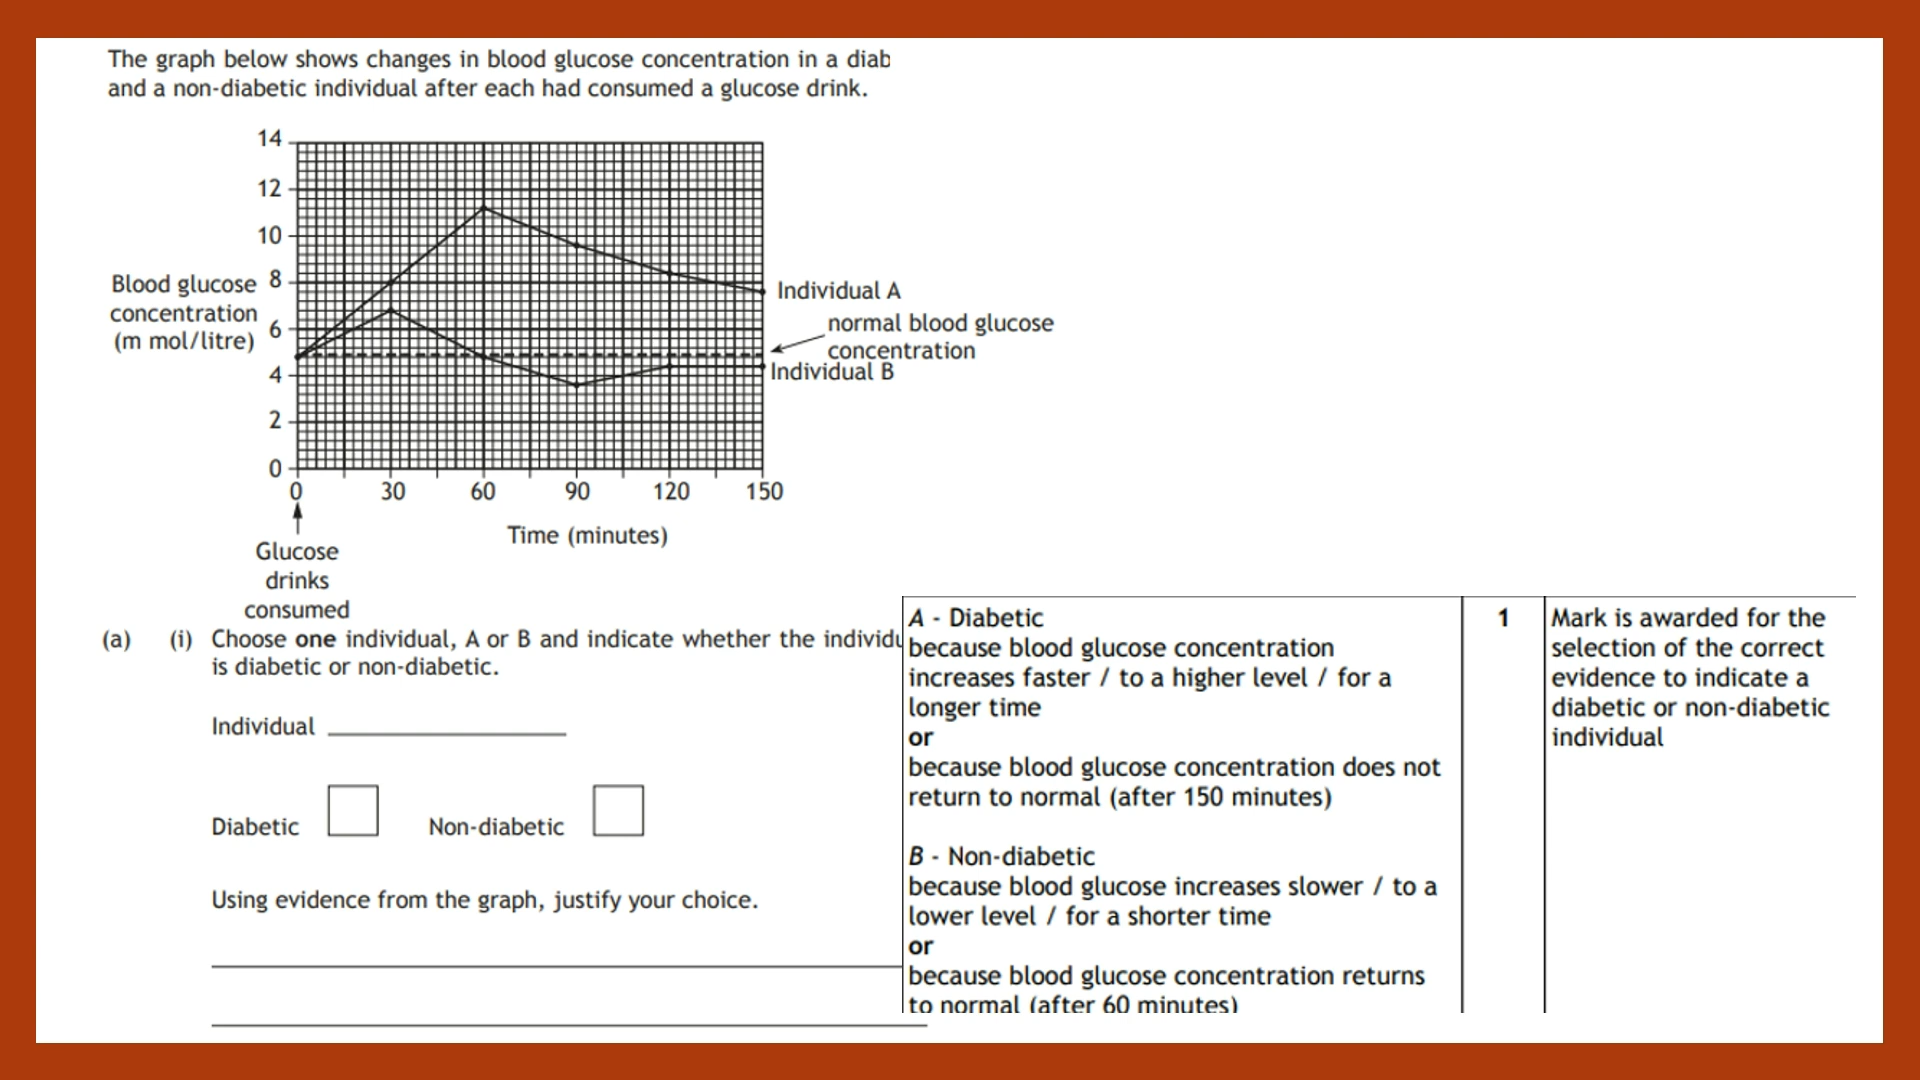 The graph below shows changes in blood glucose concentration in a diab
and a non-diabetic individual after each had consumed a glucose drink.
14
12
10
8
6
4
2
0
Blood glucose
concentration
(m mol/litre)
Individual A
normal blood glucose
concentration
Individual B
0 30 60 90 120 150
Time (minutes)
Glucose
drinks
consumed
(a) (i) Choose one individual, A or B and indicate whether the individu
is diabetic or non-diabetic.
Individual
Diabetic Non-diabetic
Using evidence from the graph, justify your choice.
A - Diabetic
because blood glucose concentration
increases faster / to a higher level / for a
longer time
or
because blood glucose concentration does not
return to normal (after 150 minutes)
B - Non-diabetic
because blood glucose increases slower / to a
lower level / for a shorter time
or
because blood glucose concentration returns
to normal (after 60 minutes)
1
Mark is awarded for the
selection of the correct
evidence to indicate a
diabetic or non-diabetic
individual